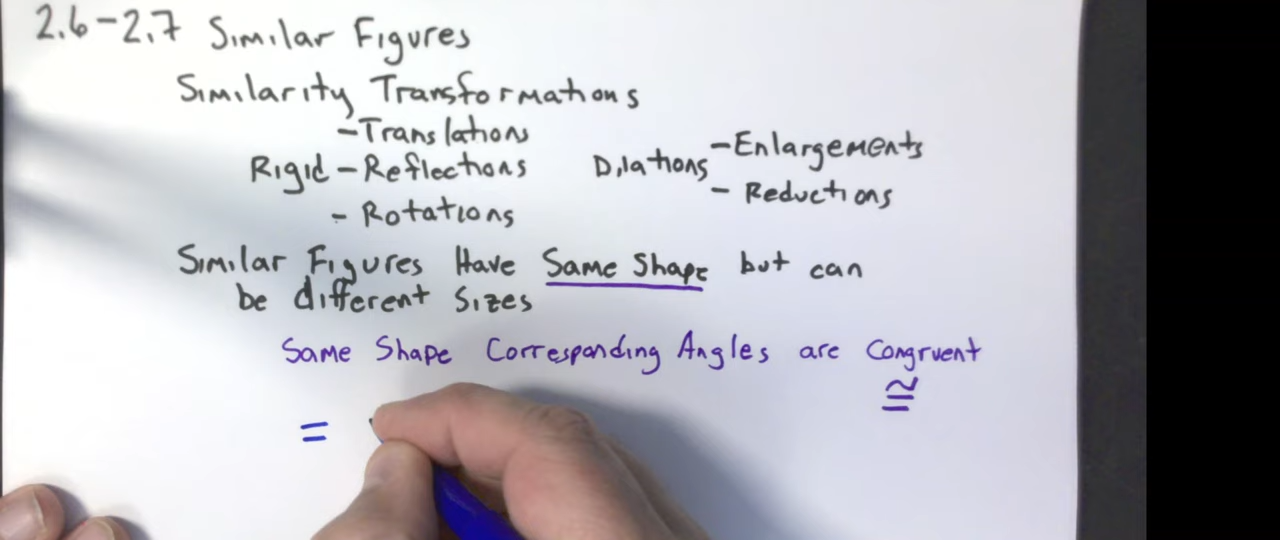 2.6-2.7 Similar Figures
Similarity Transformations
-Translations
Rigid -Reflections Dilations -Enlargements
- Rotations - Reductions
Similar Figures Have Same Shape but can
be different Sizes
Same Shape Corresponding Angles are Congruent
≅
=